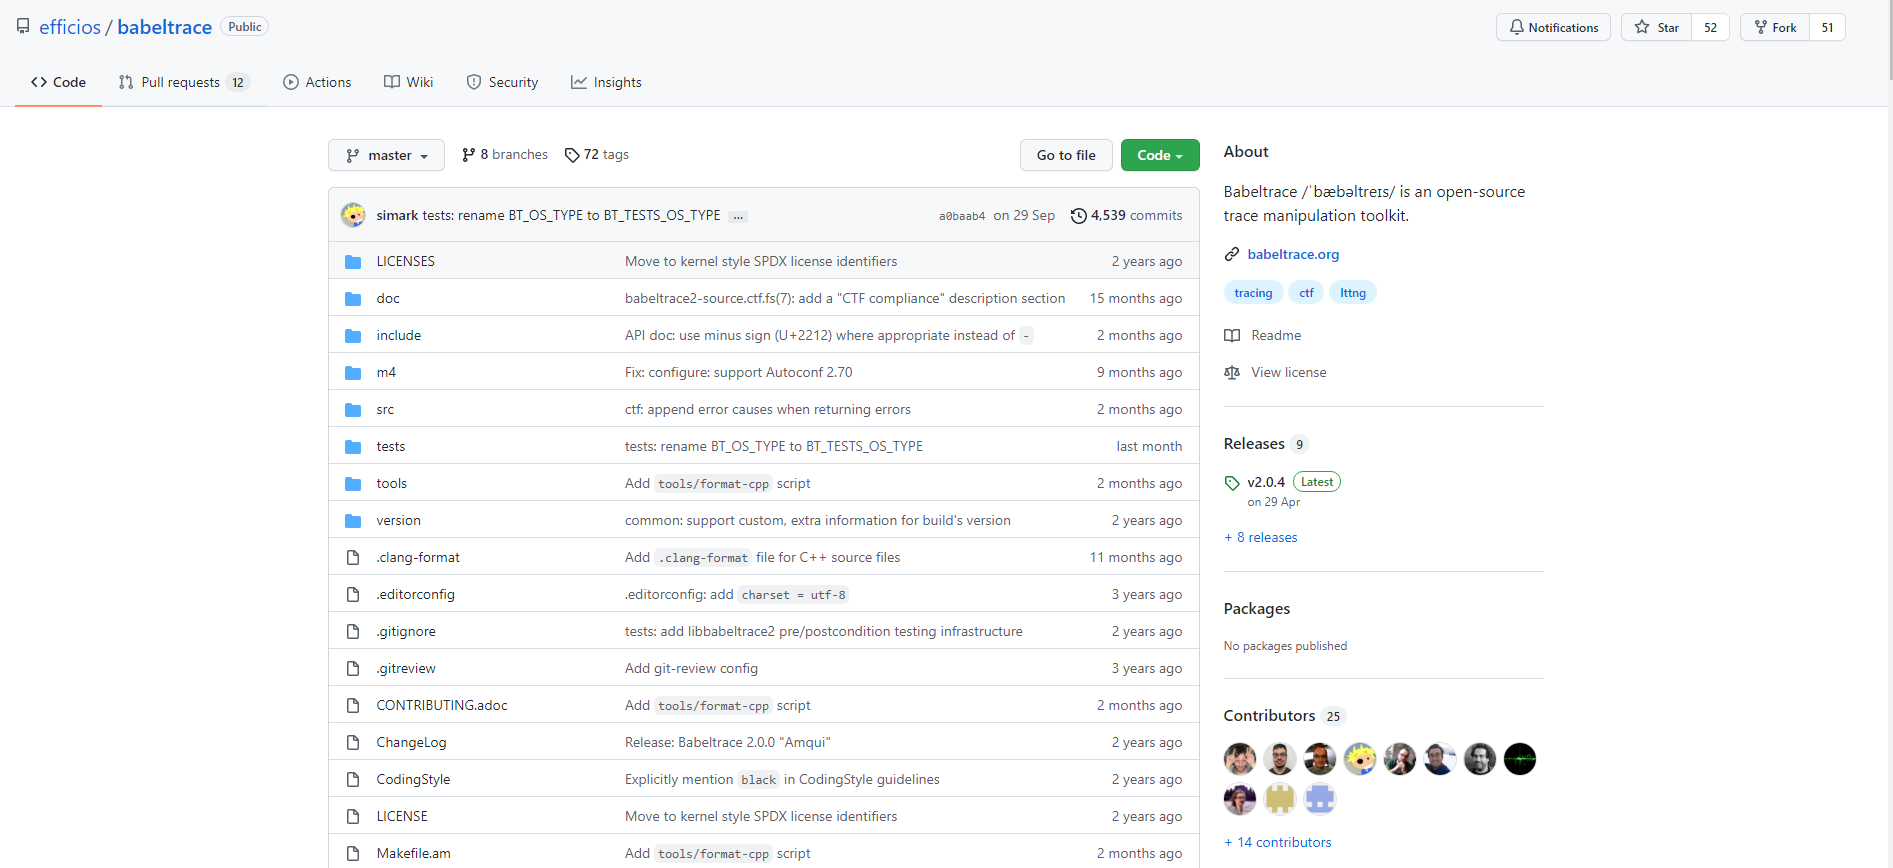 efficios / babeltrace Public
Notifications Star 52 Fork 51
Code Pull requests 12 Actions Wiki Security Insights
master 8 branches 72 tags Go to file Code
simark tests: rename BT_OS_TYPE to BT_TESTS_OS_TYPE ... a0baab4 on 29 Sep 4,539 commits
LICENSES Move to kernel style SPDX license identifiers 2 years ago
doc babeltrace2-source.ctf.fs(7): add a "CTF compliance" description section 15 months ago
include API doc: use minus sign (U+2212) where appropriate instead of - 2 months ago
m4 Fix: configure: support Autoconf 2.70 9 months ago
src ctf: append error causes when returning errors 2 months ago
tests tests: rename BT_OS_TYPE to BT_TESTS_OS_TYPE last month
tools Add tools/format-cpp script 2 months ago
version common: support custom, extra information for build's version 2 years ago
.clang-format Add .clang-format file for C++ source files 11 months ago
.editorconfig .editorconfig: add charset = utf-8 3 years ago
.gitignore tests: add libbabeltrace2 pre/postcondition testing infrastructure 2 years ago
.gitreview Add git-review config 3 years ago
CONTRIBUTING.adoc Add tools/format-cpp script 2 months ago
ChangeLog Release: Babeltrace 2.0.0 "Amqui" 2 years ago
CodingStyle Explicitly mention black in CodingStyle guidelines 2 years ago
LICENSE Move to kernel style SPDX license identifiers 2 years ago
Makefile.am Add tools/format-cpp script 2 months ago
About
Babeltrace /ˈbæbəltreɪs/ is an open-source
trace manipulation toolkit.
babeltrace.org
tracing ctf lttng
Readme
View license
Releases 9
v2.0.4 Latest
on 29 Apr
+ 8 releases
Packages
No packages published
Contributors 25
+ 14 contributors